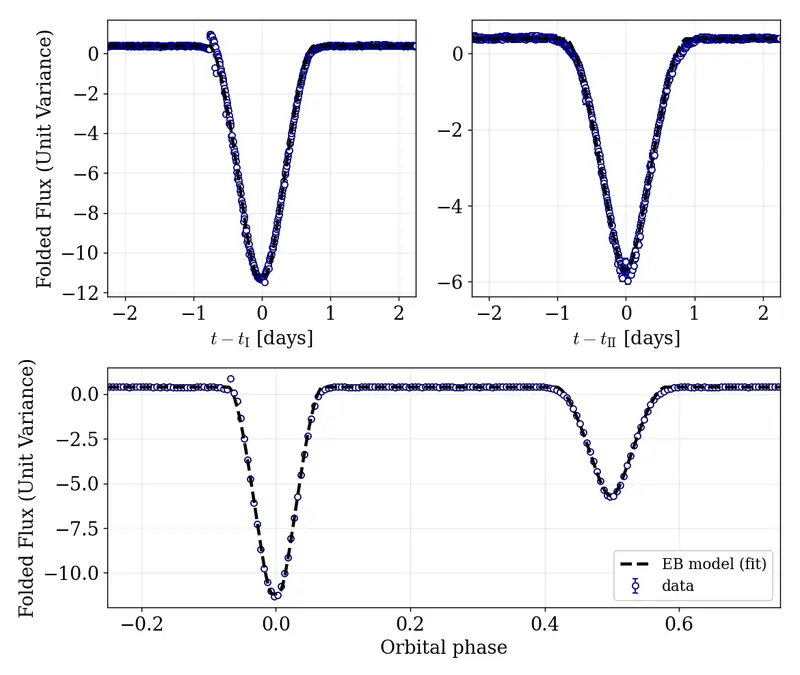 Folded Flux (Unit Variance)
0
−2
−4
−6
−8
−10
−12
−2 −1 0 1 2
t − tI [days]
0
−2
−4
−6
−2 −1 0 1 2
t − tII [days]
Folded Flux (Unit Variance)
0.0
−2.5
−5.0
−7.5
−10.0
−0.2 0.0 0.2 0.4 0.6
Orbital phase
EB model (fit)
data